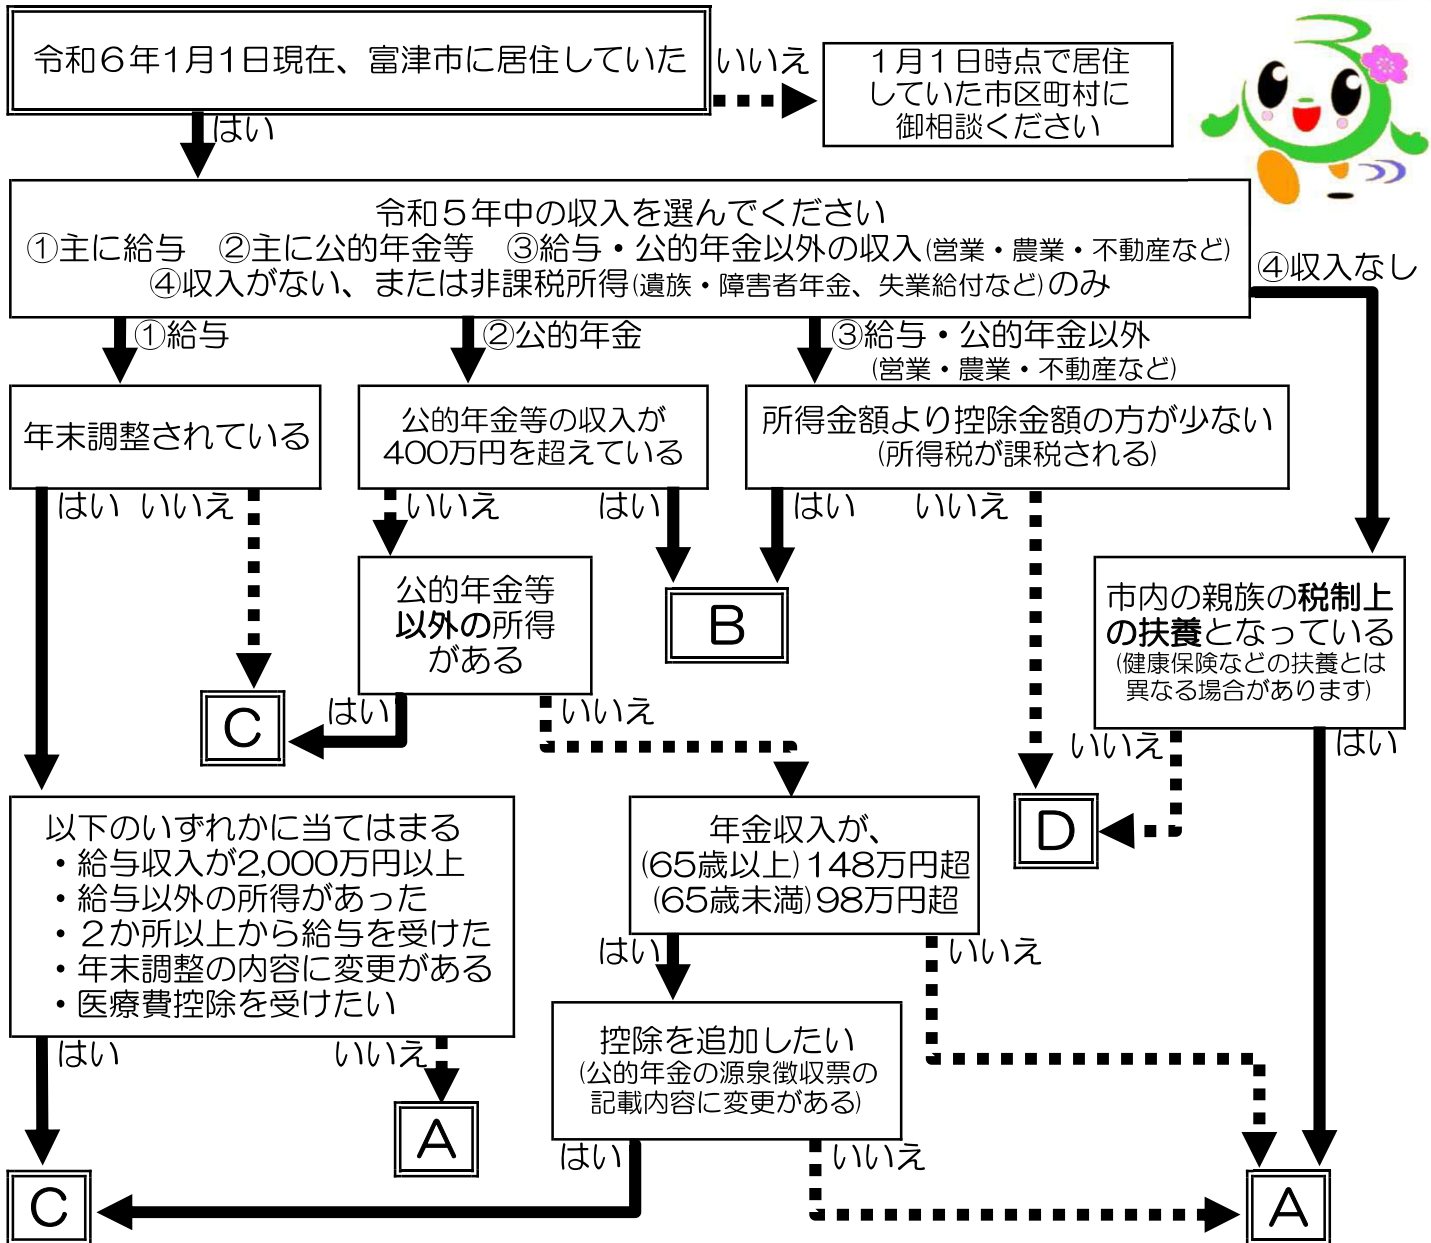 令和6年1月1日現在、富津市に居住していた
いいえ
1月1日時点で居住
していた市区町村に
御相談ください
はい
令和5年中の収入を選んでください
①主に給与　②主に公的年金等　③給与・公的年金以外の収入(営業・農業・不動産など)
④収入がない、または非課税所得(遺族・障害者年金、失業給付など)のみ
④収入なし
①給与
②公的年金
③給与・公的年金以外
(営業・農業・不動産など)
年末調整されている
公的年金等の収入が
400万円を超えている
所得金額より控除金額の方が少ない
(所得税が課税される)
はい
いいえ
いいえ
はい
はい
いいえ
公的年金等
以外の所得
がある
B
市内の親族の税制上
の扶養となっている
(健康保険などの扶養とは
異なる場合があります)
C
はい
いいえ
いいえ
はい
以下のいずれかに当てはまる
・給与収入が2,000万円以上
・給与以外の所得があった
・2か所以上から給与を受けた
・年末調整の内容に変更がある
・医療費控除を受けたい
年金収入が、
(65歳以上)148万円超
(65歳未満)98万円超
D
はい
いいえ
控除を追加したい
(公的年金の源泉徴収票の
記載内容に変更がある)
はい
いいえ
A
はい
いいえ
C
A